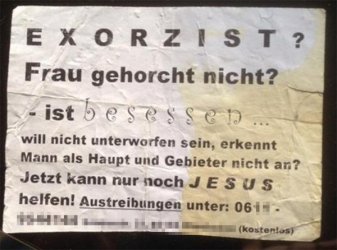 EXORZIST?
Frau gehorcht nicht?
- ist besessen ...
will nicht unterworfen sein, erkennt
Mann als Haupt und Gebieter nicht an?
Jetzt kann nur noch JESUS
helfen! Austreibungen unter: 06
(kostenlos)